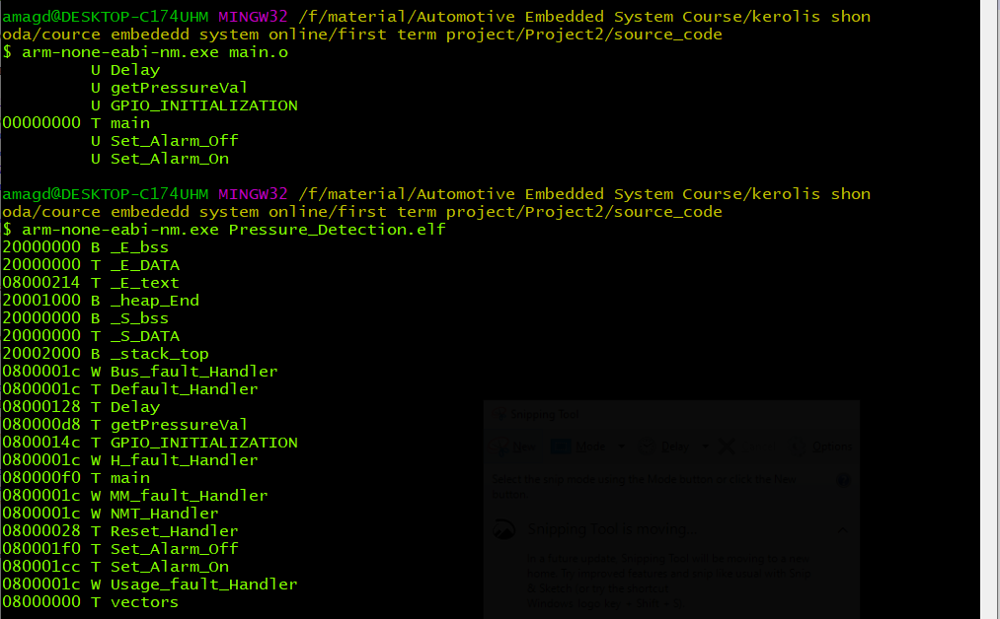 amagd@DESKTOP-C174UHM MINGW32 /f/material/Automotive Embedded System Course/kerolis shon
oda/cource embededd system online/first term project/Project2/source_code
$ arm-none-eabi-nm.exe main.o
         U Delay
         U getPressureVal
         U GPIO_INITIALIZATION
00000000 T main
         U Set_Alarm_Off
         U Set_Alarm_On
amagd@DESKTOP-C174UHM MINGW32 /f/material/Automotive Embedded System Course/kerolis shon
oda/cource embededd system online/first term project/Project2/source_code
$ arm-none-eabi-nm.exe Pressure_Detection.elf
20000000 B _E_bss
20000000 T _E_DATA
08000214 T _E_text
20001000 B _heap_End
20000000 B _S_bss
20000000 T _S_DATA
20002000 B _stack_top
0800001c W Bus_fault_Handler
0800001c T Default_Handler
08000128 T Delay
080000d8 T getPressureVal
0800014c T GPIO_INITIALIZATION
0800001c W H_fault_Handler
080000f0 T main
0800001c W MM_fault_Handler
0800001c W NMT_Handler
08000028 T Reset_Handler
080001f0 T Set_Alarm_Off
080001cc T Set_Alarm_On
0800001c W Usage_fault_Handler
08000000 T vectors
Snipping Tool
New Mode Delay Options
Select the snip mode using the Mode button or click the New
button.
Snipping Tool is moving...
In a future update, Snipping Tool will be moving to a new
home. Try improved features and snip like usual with Snip
& Sketch (or try the shortcut
Windows logo key + Shift + S).